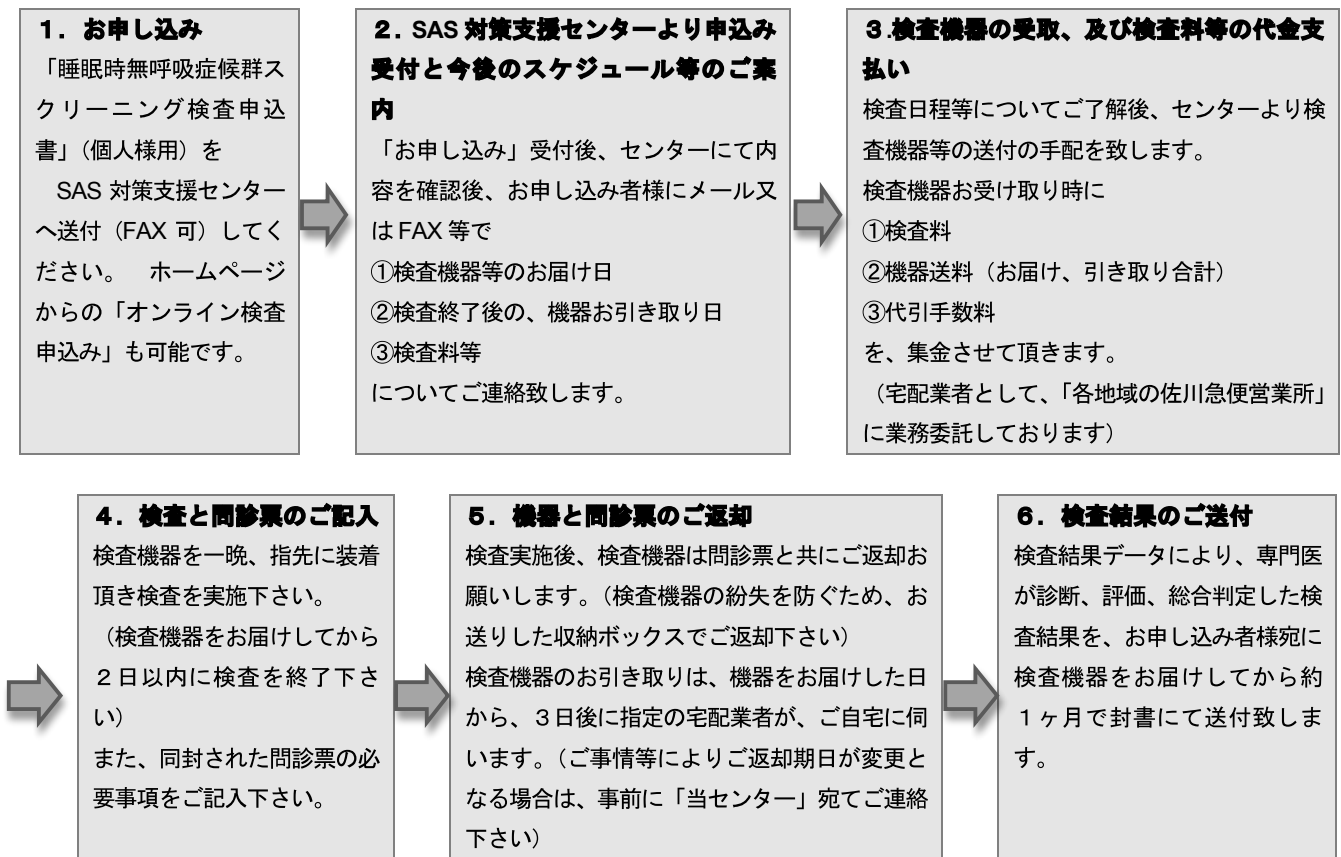 １．お申し込み
「睡眠時無呼吸症候群ス
クリーニング検査申込
書」（個人様用）を
　SAS 対策支援センター
へ送付（FAX 可）してく
ださい。　ホームページ
からの「オンライン検査
申込み」も可能です。
２．SAS 対策支援センターより申込み
受付と今後のスケジュール等のご案
内
「お申し込み」受付後、センターにて内
容を確認後、お申し込み者様にメール又
は FAX 等で
①検査機器等のお届け日
②検査終了後の、機器お引き取り日
③検査料等
についてご連絡致します。
３.検査機器の受取、及び検査料等の代金支
払い
検査日程等についてご了解後、センターより検
査機器等の送付の手配を致します。
検査機器お受け取り時に
①検査料
②機器送料（お届け、引き取り合計）
③代引手数料
を、集金させて頂きます。
（宅配業者として、「各地域の佐川急便営業所」
に業務委託しております）
４．検査と問診票のご記入
検査機器を一晩、指先に装着
頂き検査を実施下さい。
（検査機器をお届けしてから
２日以内に検査を終了下さ
い）
また、同封された問診票の必
要事項をご記入下さい。
５．機器と問診票のご返却
検査実施後、検査機器は問診票と共にご返却お
願いします。（検査機器の紛失を防ぐため、お
送りした収納ボックスでご返却下さい）
検査機器のお引き取りは、機器をお届けした日
から、３日後に指定の宅配業者が、ご自宅に伺
います。（ご事情等によりご返却期日が変更と
なる場合は、事前に「当センター」宛てご連絡
下さい）
６．検査結果のご送付
検査結果データにより、専門医
が診断、評価、総合判定した検
査結果を、お申し込み者様宛に
検査機器をお届けしてから約
１ヶ月で封書にて送付致しま
す。